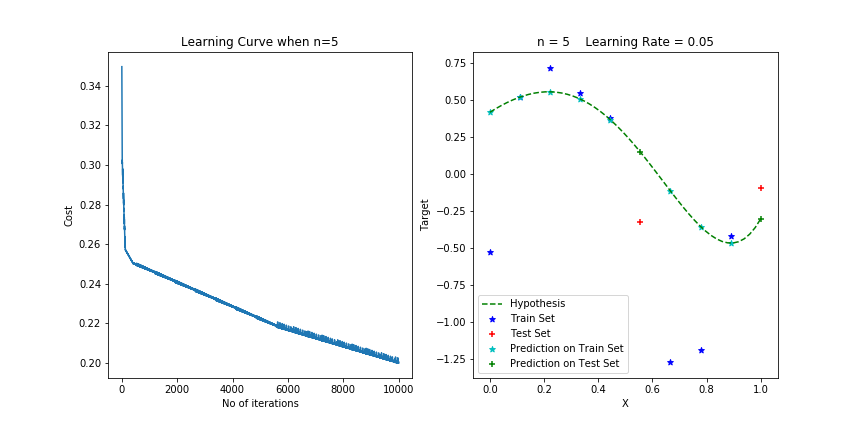 Learning Curve when n=5
0.34
0.32
0.30
0.28
0.26
0.24
0.22
0.20
Cost
0 2000 4000 6000 8000 10000
No of iterations
n = 5    Learning Rate = 0.05
0.75
0.50
0.25
0.00
−0.25
−0.50
−0.75
−1.00
−1.25
Target
Hypothesis
Train Set
Test Set
Prediction on Train Set
Prediction on Test Set
0.0 0.2 0.4 0.6 0.8 1.0
X